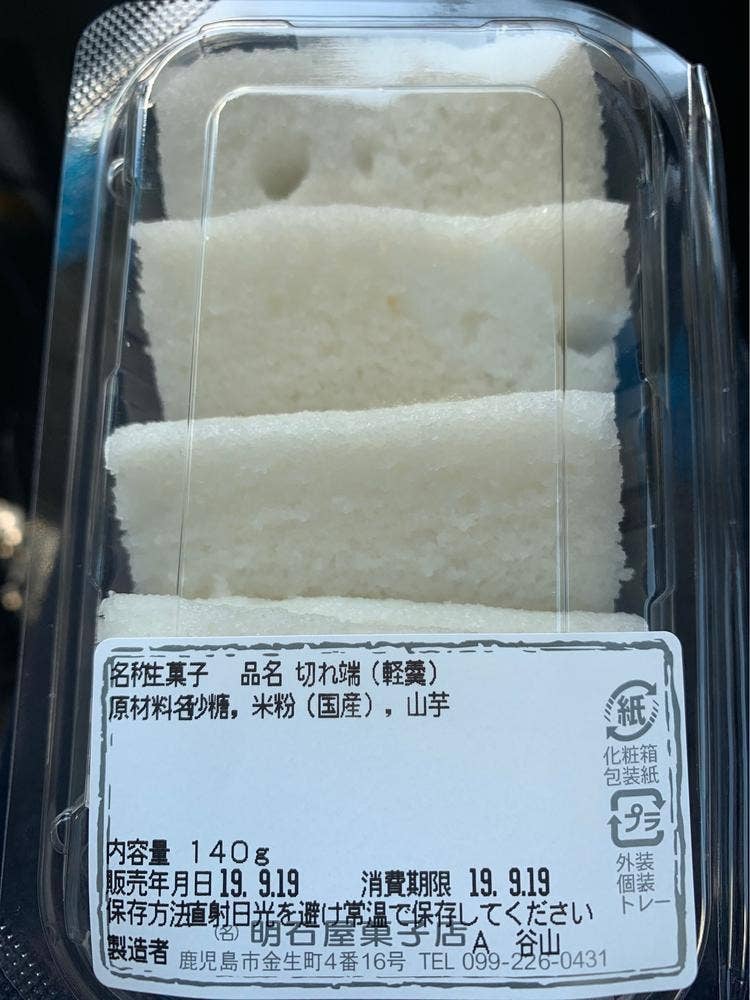 名称生菓子 品名 切れ端（軽羹）
原材料名砂糖，米粉（国産），山芋
紙
化粧箱
包装紙
プラ
外装
個装
トレー
内容量 140g
販売年月日 19. 9.19 消費期限 19. 9.19
保存方法直射日光を避け常温で保存してください
製造者 (名) 明石屋菓子店 A 谷山
鹿児島市金生町4番16号 TEL 099-226-0431